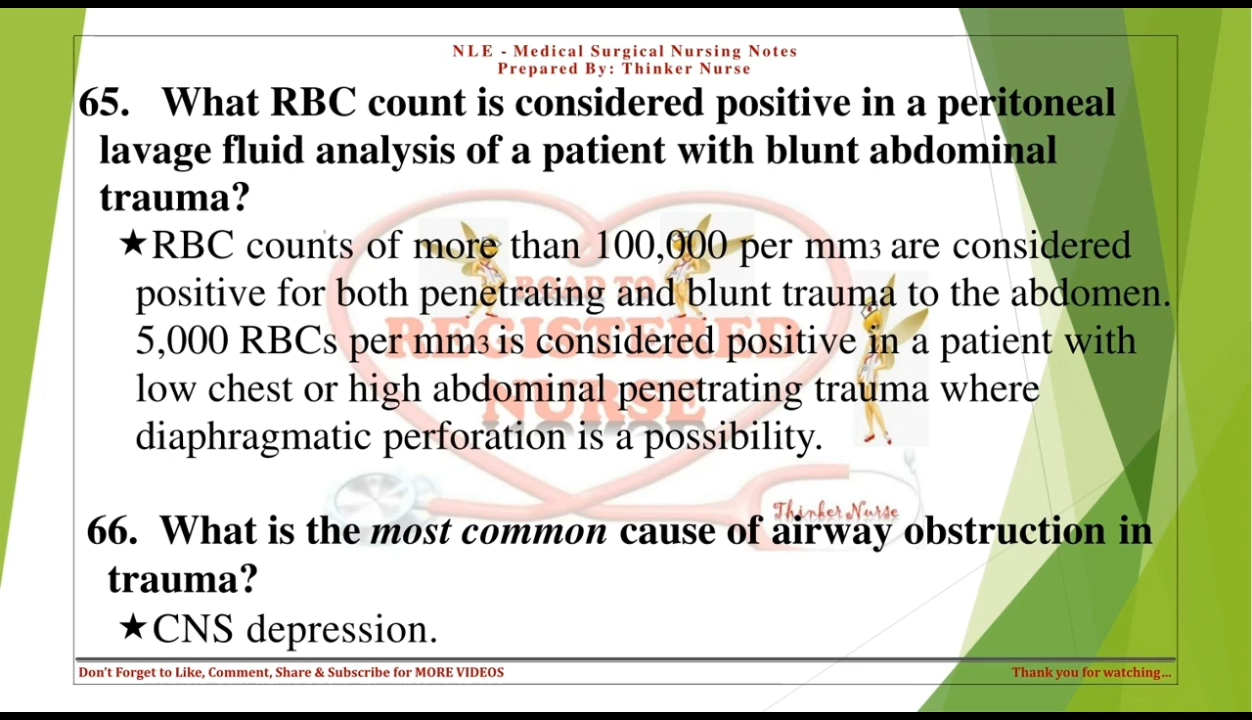 NLE - Medical Surgical Nursing Notes
Prepared By: Thinker Nurse
65. What RBC count is considered positive in a peritoneal
lavage fluid analysis of a patient with blunt abdominal
trauma?
★RBC counts of more than 100,000 per mm3 are considered
positive for both penetrating and blunt trauma to the abdomen.
5,000 RBCs per mm3 is considered positive in a patient with
low chest or high abdominal penetrating trauma where
diaphragmatic perforation is a possibility.
ROAD TO
REGISTERED
NURSE
Thinker Nurse
66. What is the most common cause of airway obstruction in
trauma?
★CNS depression.
Don't Forget to Like, Comment, Share & Subscribe for MORE VIDEOS
Thank you for watching...